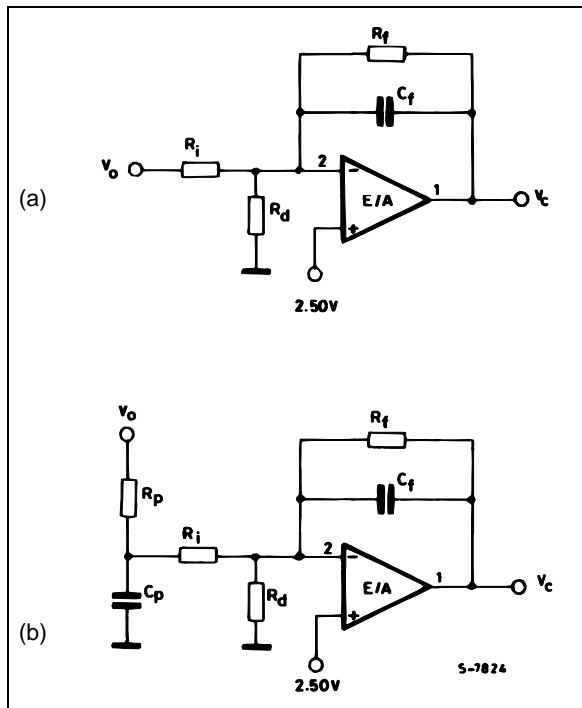 Rf
Cf
Ri
Vo
2
1
Vc
(a)
E/A
Rd
2.50V
Vo
Rf
Rp
Cf
Ri
2
1
Vc
Cp
Rd
E/A
(b)
2.50V
S-7824